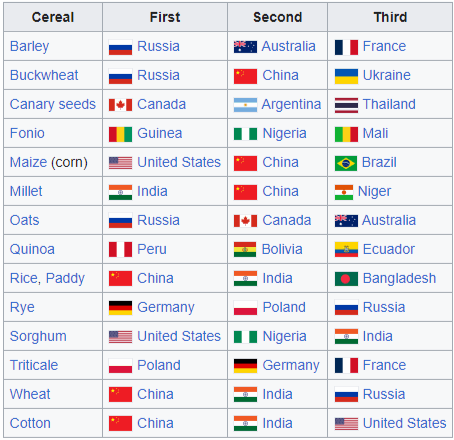 Cereal First Second Third
Barley Russia Australia France
Buckwheat Russia China Ukraine
Canary seeds Canada Argentina Thailand
Fonio Guinea Nigeria Mali
Maize (corn) United States China Brazil
Millet India China Niger
Oats Russia Canada Australia
Quinoa Peru Bolivia Ecuador
Rice, Paddy China India Bangladesh
Rye Germany Poland Russia
Sorghum United States Nigeria India
Triticale Poland Germany France
Wheat China India Russia
Cotton China India United States